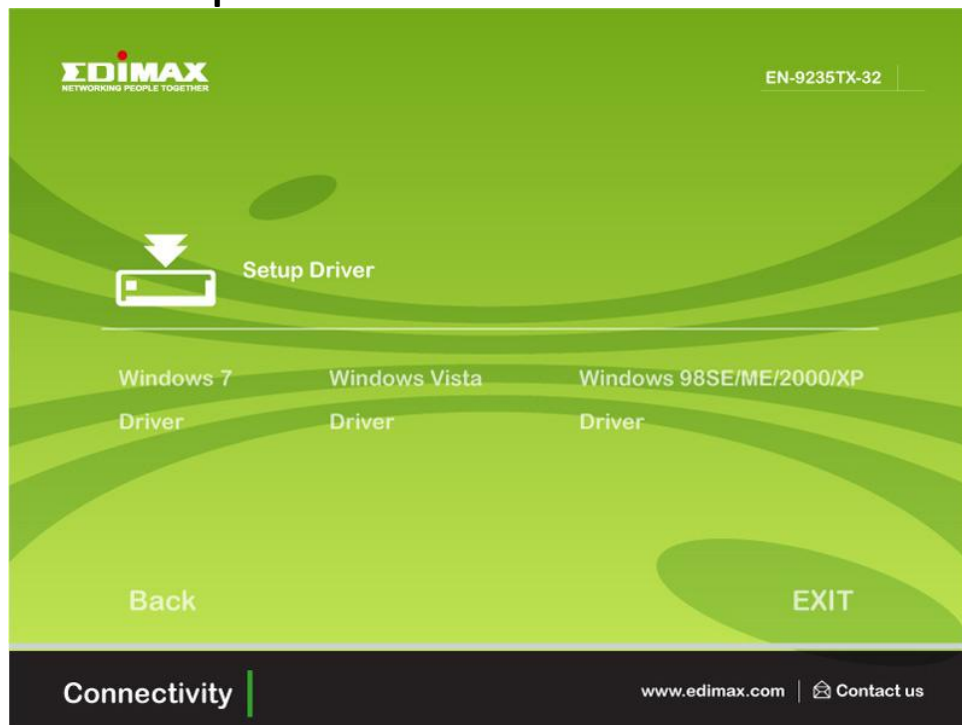 EDIMAX
NETWORKING PEOPLE TOGETHER
EN-9235TX-32
Setup Driver
Windows 7 Driver
Windows Vista Driver
Windows 98SE/ME/2000/XP Driver
Back
EXIT
Connectivity
www.edimax.com
Contact us